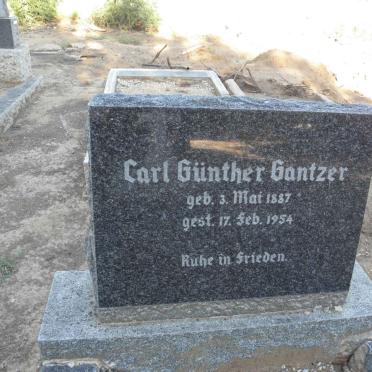 Carl Günther Gantzer
geb. 3. Mai 1887
gest. 17. Feb. 1954
Ruhe in Frieden.